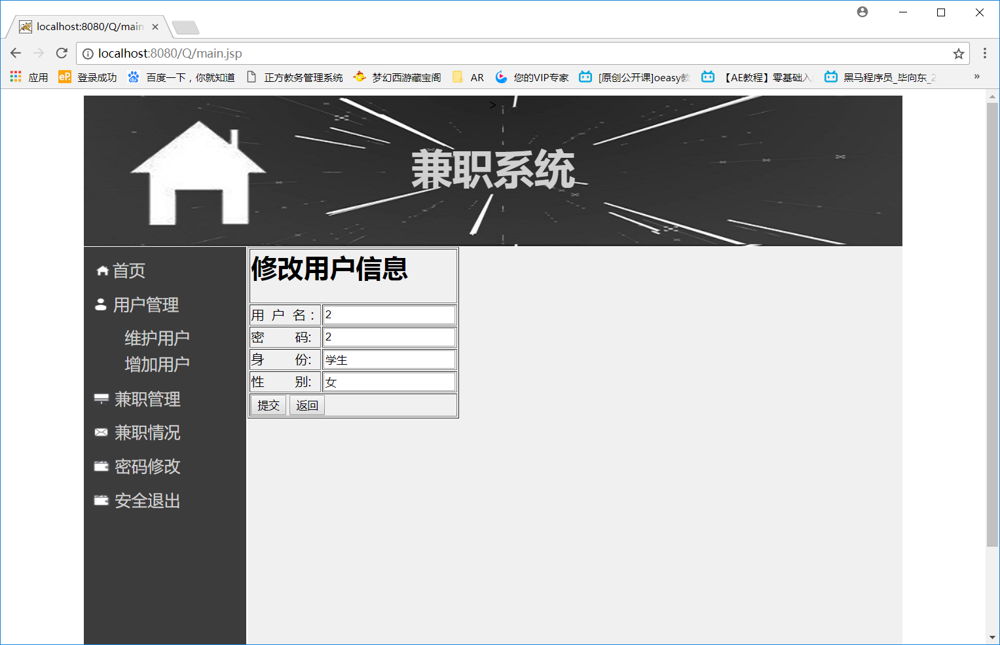 localhost:8080/Q/main
localhost:8080/Q/main.jsp
应用 eP 登录成功 du 百度一下，你就知道 正方教务管理系统 梦幻西游藏宝阁 AR 您的VIP专家 [原创公开课]oeasy教 【AE教程】零基础入 黑马程序员_毕向东_2 »
>
兼职系统
首页
用户管理
维护用户
增加用户
兼职管理
兼职情况
密码修改
安全退出
修改用户信息
用 户 名： 2
密 码: 2
身 份: 学生
性 别: 女
提交 返回